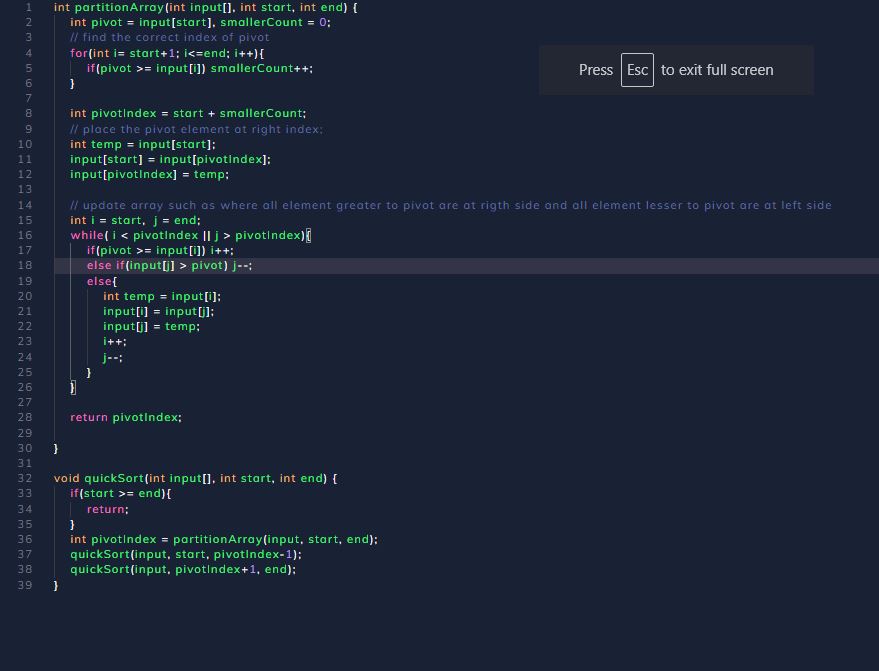 1 int partitionArray(int input[], int start, int end) {
2 int pivot = input[start], smallerCount = 0;
3 // find the correct index of pivot
4 for(int i= start+1; i<=end; i++){
5 if(pivot >= input[i]) smallerCount++;
6 }
7
8 int pivotIndex = start + smallerCount;
9 // place the pivot element at right index;
10 int temp = input[start];
11 input[start] = input[pivotIndex];
12 input[pivotIndex] = temp;
13
14 // update array such as where all element greater to pivot are at rigth side and all element lesser to pivot are at left side
15 int i = start, j = end;
16 while( i < pivotIndex || j > pivotIndex){
17 if(pivot >= input[i]) i++;
18 else if(input[j] > pivot) j--;
19 else{
20 int temp = input[i];
21 input[i] = input[j];
22 input[j] = temp;
23 i++;
24 j--;
25 }
26 }
27
28 return pivotIndex;
29
30 }
31
32 void quickSort(int input[], int start, int end) {
33 if(start >= end){
34 return;
35 }
36 int pivotIndex = partitionArray(input, start, end);
37 quickSort(input, start, pivotIndex-1);
38 quickSort(input, pivotIndex+1, end);
39 }
Press Esc to exit full screen